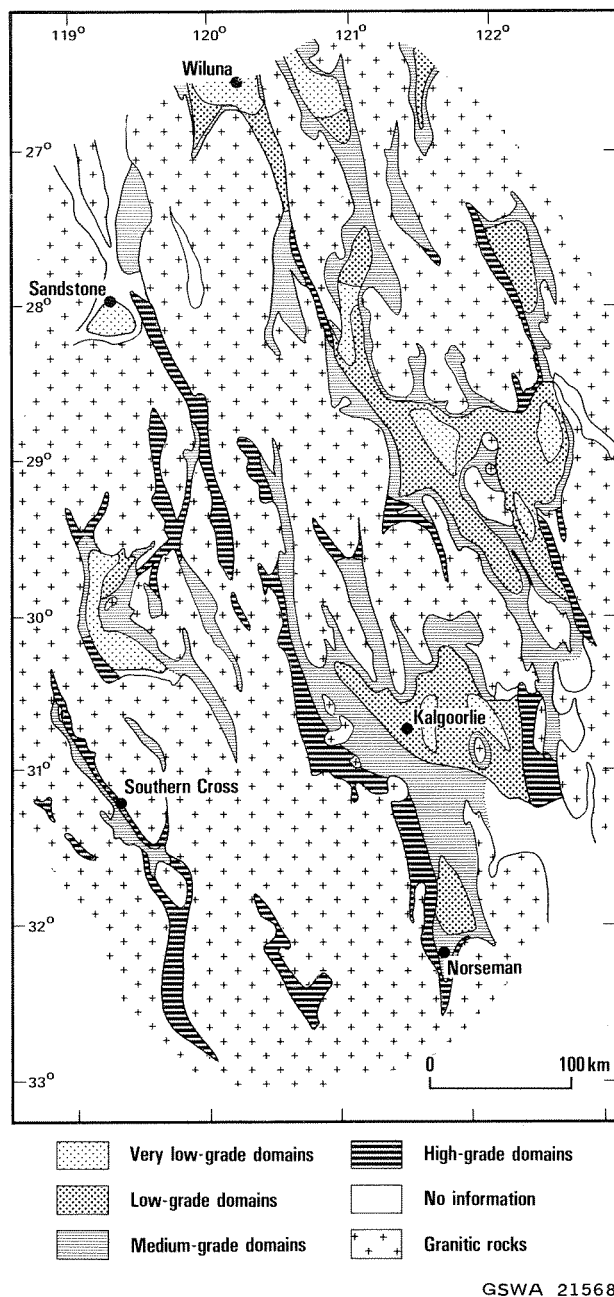 119° 120° 121° 122°
Wiluna
27°
Sandstone
28°
29°
30°
Kalgoorlie
31°
Southern Cross
32°
Norseman
0 100 km
33°
Very low-grade domains
High-grade domains
Low-grade domains
No information
Medium-grade domains
Granitic rocks
GSWA 21568